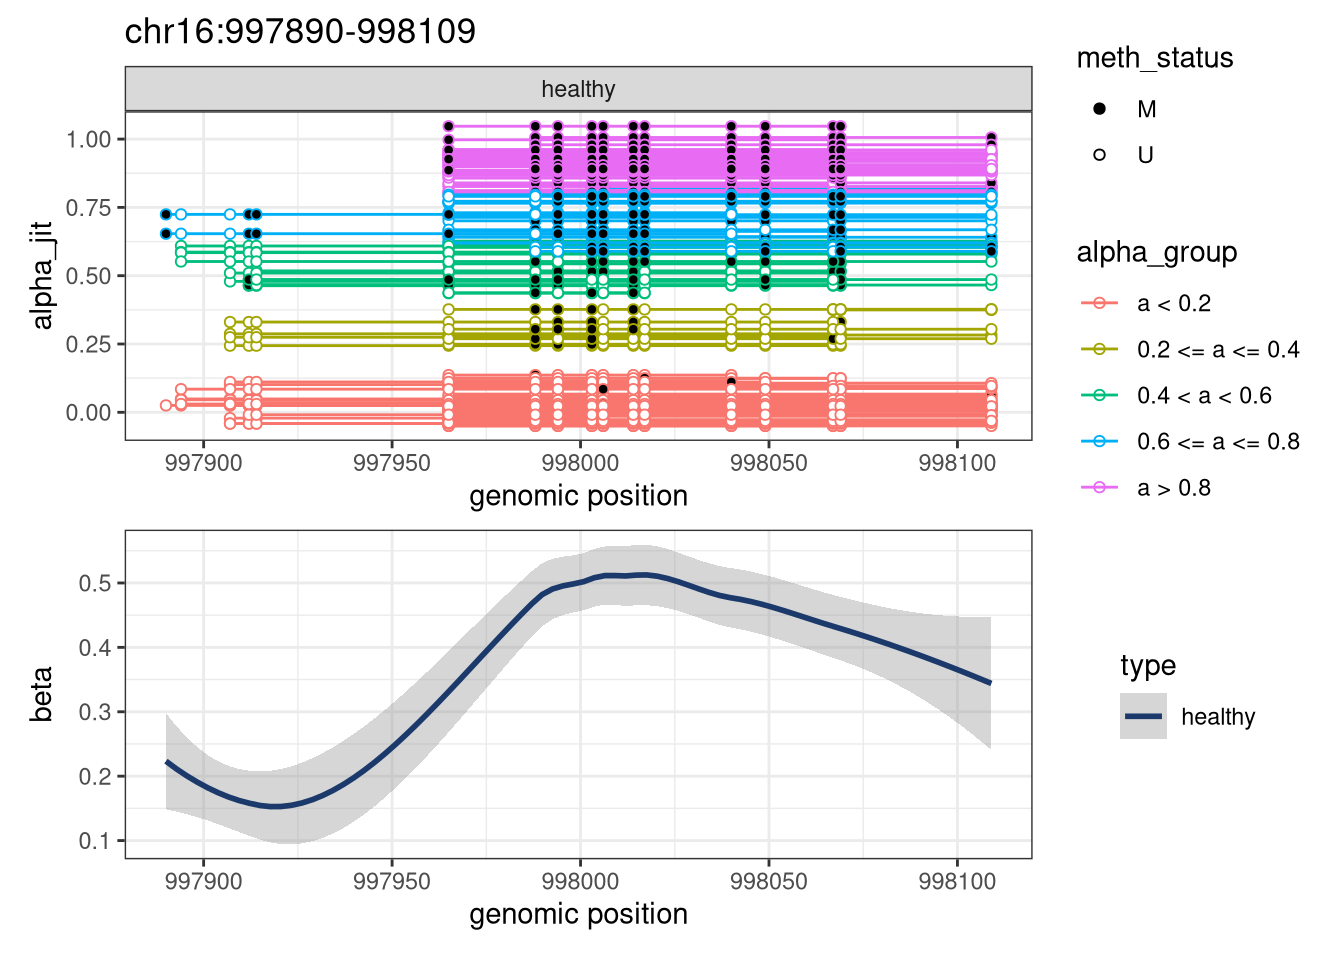 chr16:997890-998109
healthy
1.00
0.75
0.50
0.25
0.00
alpha_jit
997900 997950 998000 998050 998100
genomic position
meth_status
M
U
alpha_group
a < 0.2
0.2 <= a <= 0.4
0.4 < a < 0.6
0.6 <= a <= 0.8
a > 0.8
0.5
0.4
0.3
0.2
0.1
beta
997900 997950 998000 998050 998100
genomic position
type
healthy